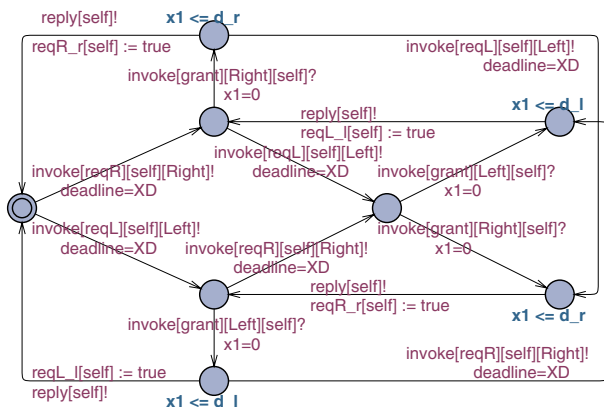 reply[self]!
x1 <= d_r
reqR_r[self] := true
invoke[reqL][self][Left]!
deadline=XD
invoke[grant][Right][self]?
x1=0
x1 <= d_l
reply[self]!
reqL_l[self] := true
invoke[reqL][self][Left]!
deadline=XD
invoke[reqR][self][Right]!
deadline=XD
invoke[grant][Left][self]?
x1=0
invoke[reqL][self][Left]!
deadline=XD
invoke[grant][Right][self]?
x1=0
invoke[reqR][self][Right]!
deadline=XD
reply[self]!
reqR_r[self] := true
x1 <= d_r
invoke[grant][Left][self]?
x1=0
invoke[reqR][self][Right]!
deadline=XD
reqL_l[self] := true
reply[self]!
x1 <= d_l